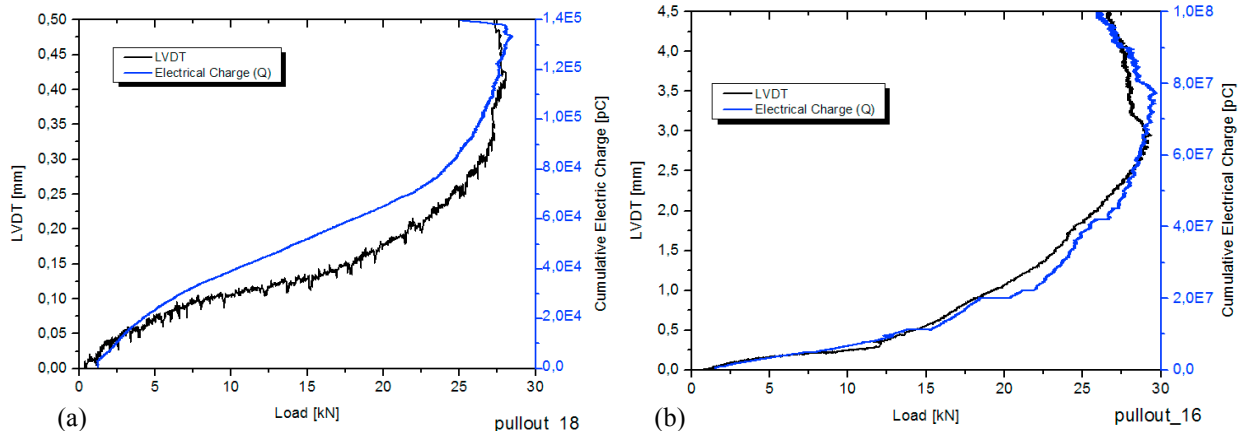 LVDT
Electrical Charge (Q)
0,50
0,45
0,40
0,35
0,30
0,25
0,20
0,15
0,10
0,05
0,00
LVDT [mm]
0
5
10
15
20
25
30
Load [kN]
1,4E5
1,2E5
1,0E5
8,0E4
6,0E4
4,0E4
2,0E4
0,0
Cumulative Electric Charge [pC]
(a)
pullout_18
LVDT
Electrical Charge (Q)
4,5
4,0
3,5
3,0
2,5
2,0
1,5
1,0
0,5
0,0
LVDT [mm]
0
5
10
15
20
25
30
Load [kN]
1,0E8
8,0E7
6,0E7
4,0E7
2,0E7
0,0
Cumulative Electrical Charge [pC]
(b)
pullout_16